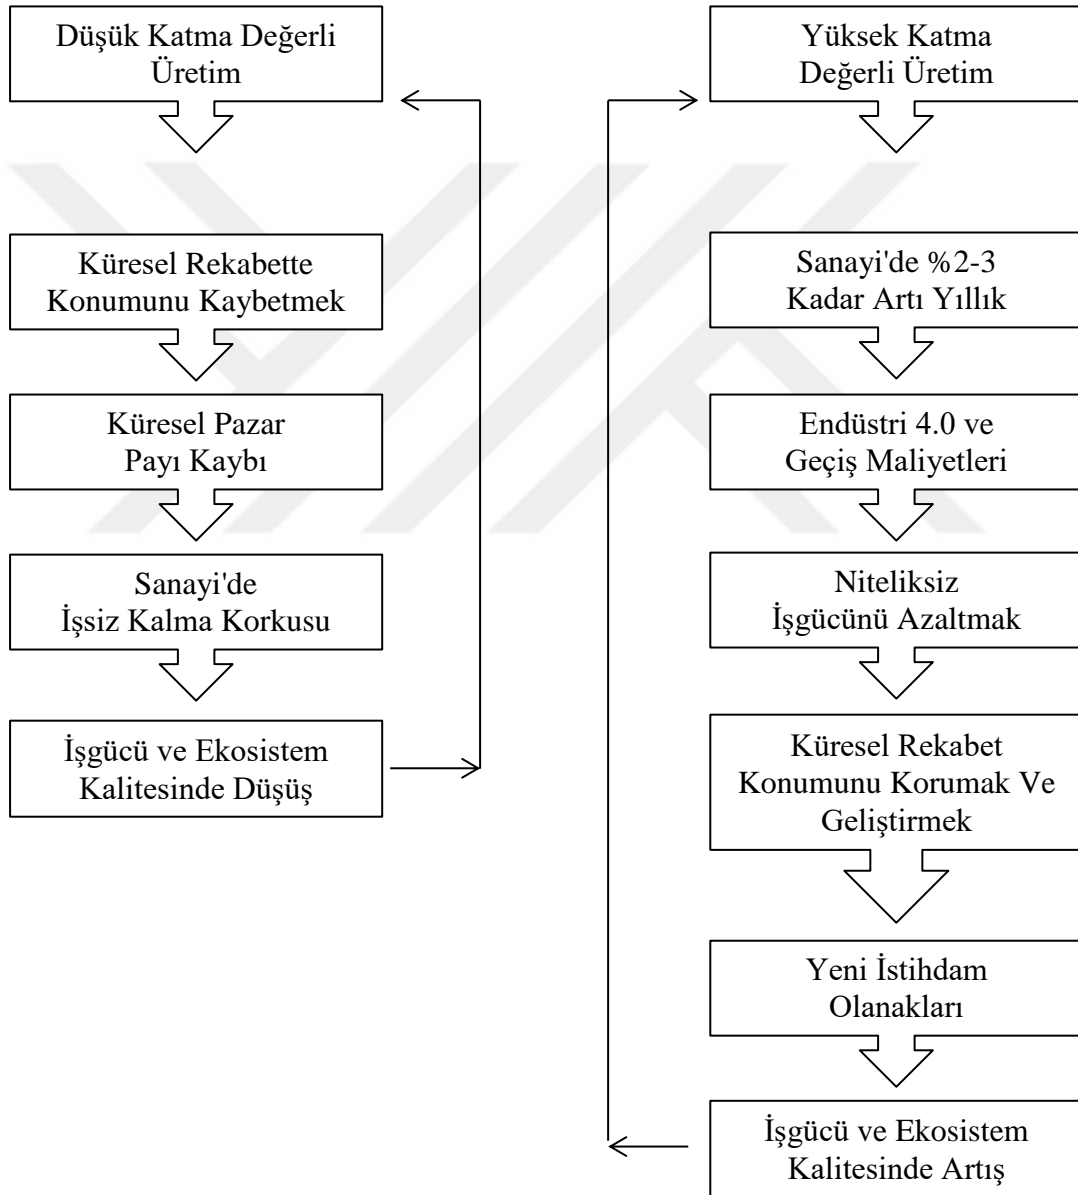 Düşük Katma Değerli
Üretim
Küresel Rekabette
Konumunu Kaybetmek
Küresel Pazar
Payı Kaybı
Sanayi'de
İşsiz Kalma Korkusu
İşgücü ve Ekosistem
Kalitesinde Düşüş
Yüksek Katma
Değerli Üretim
Sanayi'de %2-3
Kadar Artı Yıllık
Endüstri 4.0 ve
Geçiş Maliyetleri
Niteliksiz
İşgücünü Azaltmak
Küresel Rekabet
Konumunu Korumak Ve
Geliştirmek
Yeni İstihdam
Olanakları
İşgücü ve Ekosistem
Kalitesinde Artış